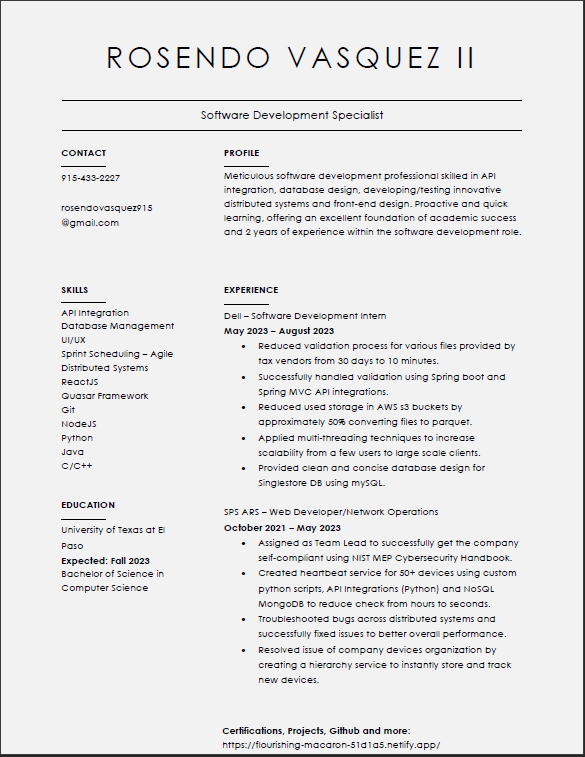 ROSENDO VASQUEZ II
Software Development Specialist
CONTACT
915-433-2227
rosendovasquez915
@gmail.com
PROFILE
Meticulous software development professional skilled in API
integration, database design, developing/testing innovative
distributed systems and front-end design. Proactive and quick
learning, offering an excellent foundation of academic success
and 2 years of experience within the software development role.
SKILLS
API Integration
Database Management
UI/UX
Sprint Scheduling – Agile
Distributed Systems
ReactJS
Quasar Framework
Git
NodeJS
Python
Java
C/C++
EDUCATION
University of Texas at El
Paso
Expected: Fall 2023
Bachelor of Science in
Computer Science
EXPERIENCE
Dell – Software Development Intern
May 2023 – August 2023
• Reduced validation process for various files provided by
tax vendors from 30 days to 10 minutes.
• Successfully handled validation using Spring boot and
Spring MVC API integrations.
• Reduced used storage in AWS s3 buckets by
approximately 50% converting files to parquet.
• Applied multi-threading techniques to increase
scalability from a few users to large scale clients.
• Provided clean and concise database design for
Singlestore DB using mySQL.
SPS ARS – Web Developer/Network Operations
October 2021 – May 2023
• Assigned as Team Lead to successfully get the company
self-compliant using NIST MEP Cybersecurity Handbook.
• Created heartbeat service for 50+ devices using custom
python scripts, API Integrations (Python) and NoSQL
MongoDB to reduce check from hours to seconds.
• Troubleshooted bugs across distributed systems and
successfully fixed issues to better overall performance.
• Resolved issue of company devices organization by
creating a hierarchy service to instantly store and track
new devices.
Certifications, Projects, Github and more:
https://flourishing-macaron-51d1a5.netlify.app/